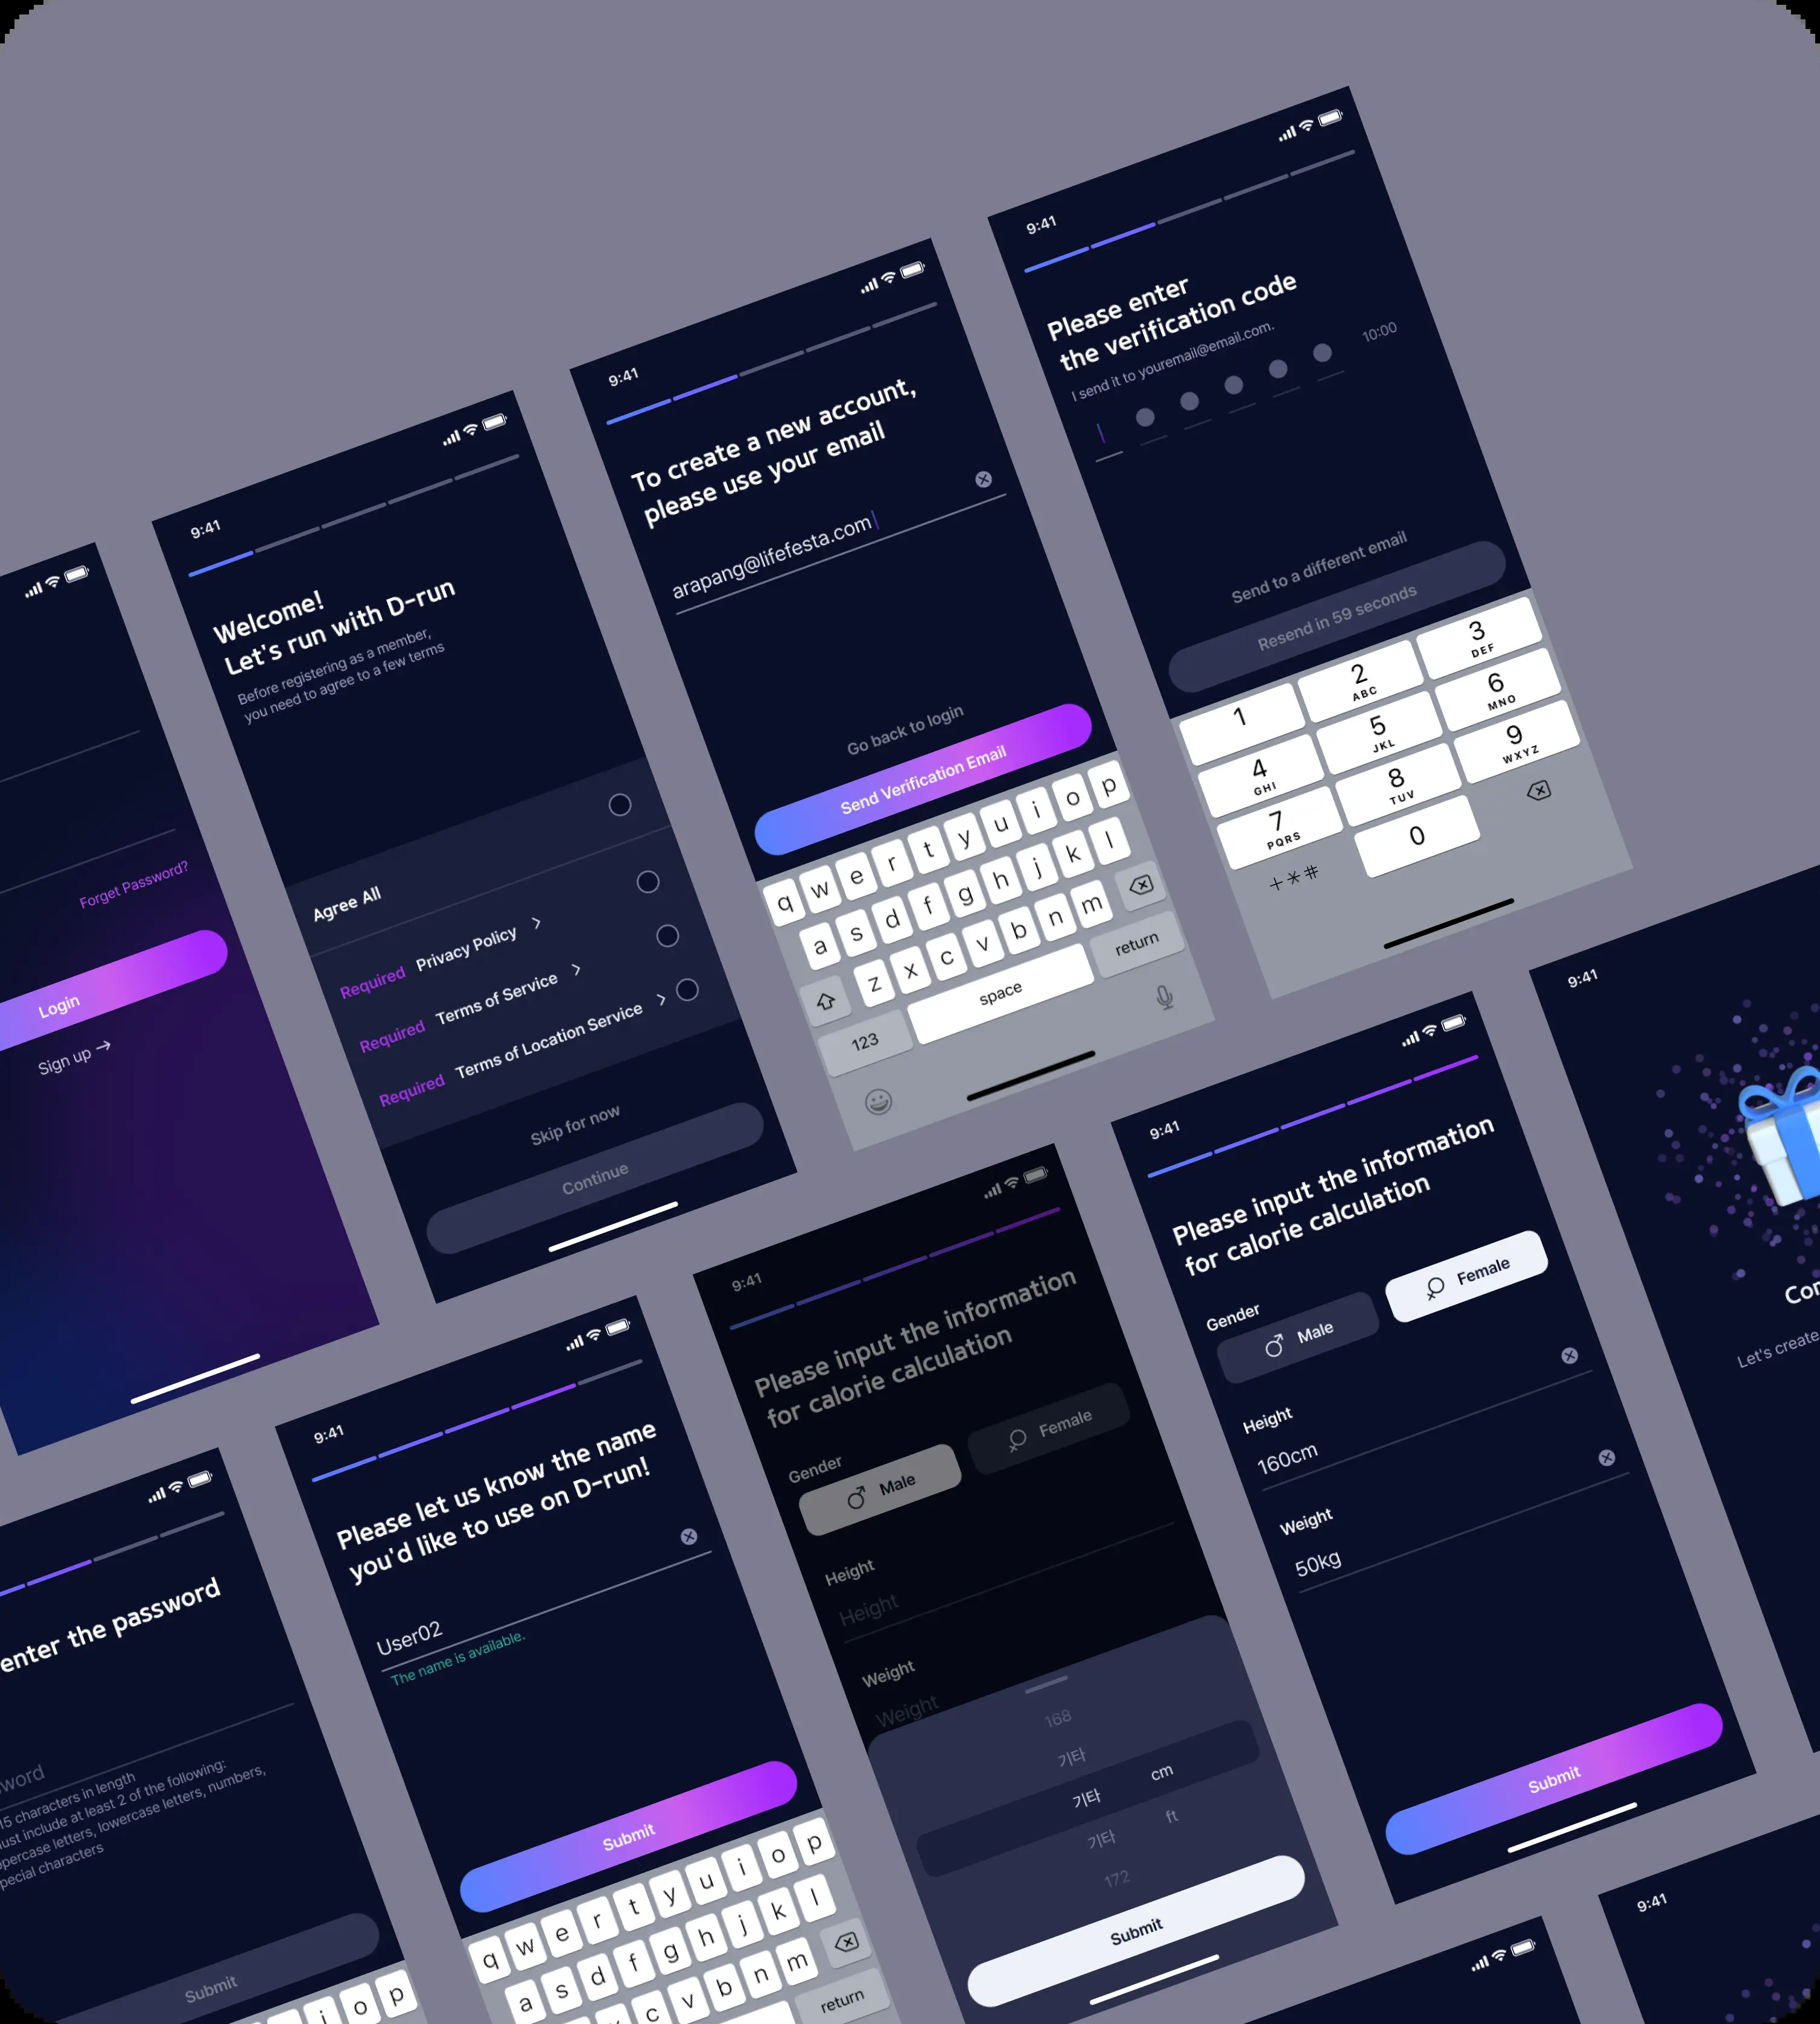 Forget Password?
Login
Sign up →
9:41
Welcome!
Let's run with D-run
Before registering as a member,
you need to agree to a few terms
Agree All
Required Privacy Policy >
Required Terms of Service >
Required Terms of Location Service >
Skip for now
Continue
9:41
To create a new account,
please use your email
arapang@lifefesta.com
Go back to login
Send Verification Email
q w e r t y u i o p
a s d f g h j k l
z x c v b n m
123 space return
9:41
Please enter
the verification code
I send it to youremail@email.com.
10:00
Send to a different email
Resend in 59 seconds
1
2 ABC
3 DEF
4 GHI
5 JKL
6 MNO
7 PQRS
8 TUV
9 WXYZ
+*#
0
enter the password
15 characters in length
include at least 2 of the following:
letters, lowercase letters, numbers,
characters
Submit
i o p
9:41
Please let us know the name
you'd like to use on D-run!
User02
The name is available.
Submit
q w e r t y u i o p
a s d f g h j k l
c v b n m
return
9:41
Please input the information
for calorie calculation
Gender
Male
Female
Height
Height
Weight
Weight
168
기타
기타 cm
기타 ft
172
Submit
9:41
Please input the information
for calorie calculation
Gender
Male
Female
Height
160cm
Weight
50kg
Submit
9:41
Let's create
9:41